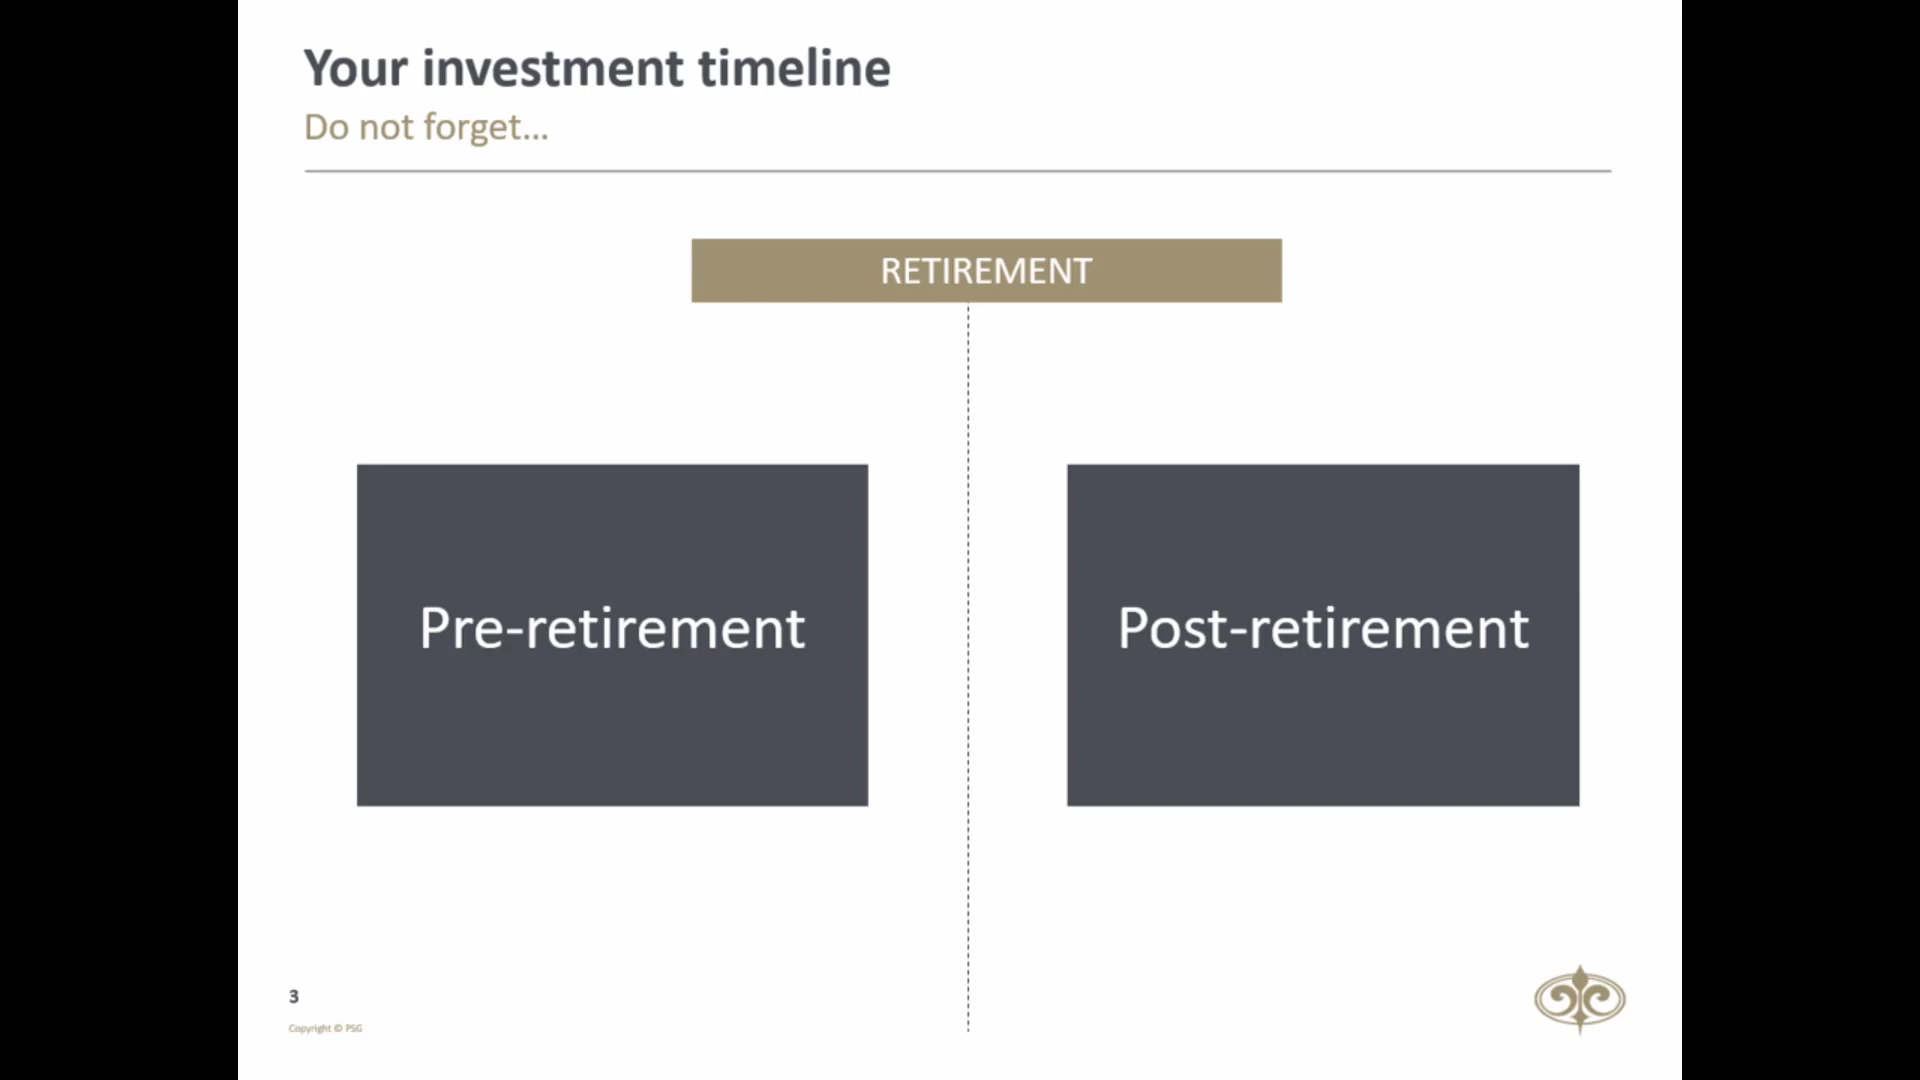 Your investment timeline
Do not forget...
RETIREMENT
Pre-retirement
Post-retirement
3
Copyright © PSG